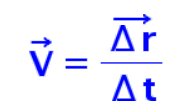 v⃗ = Δr⃗ / Δt